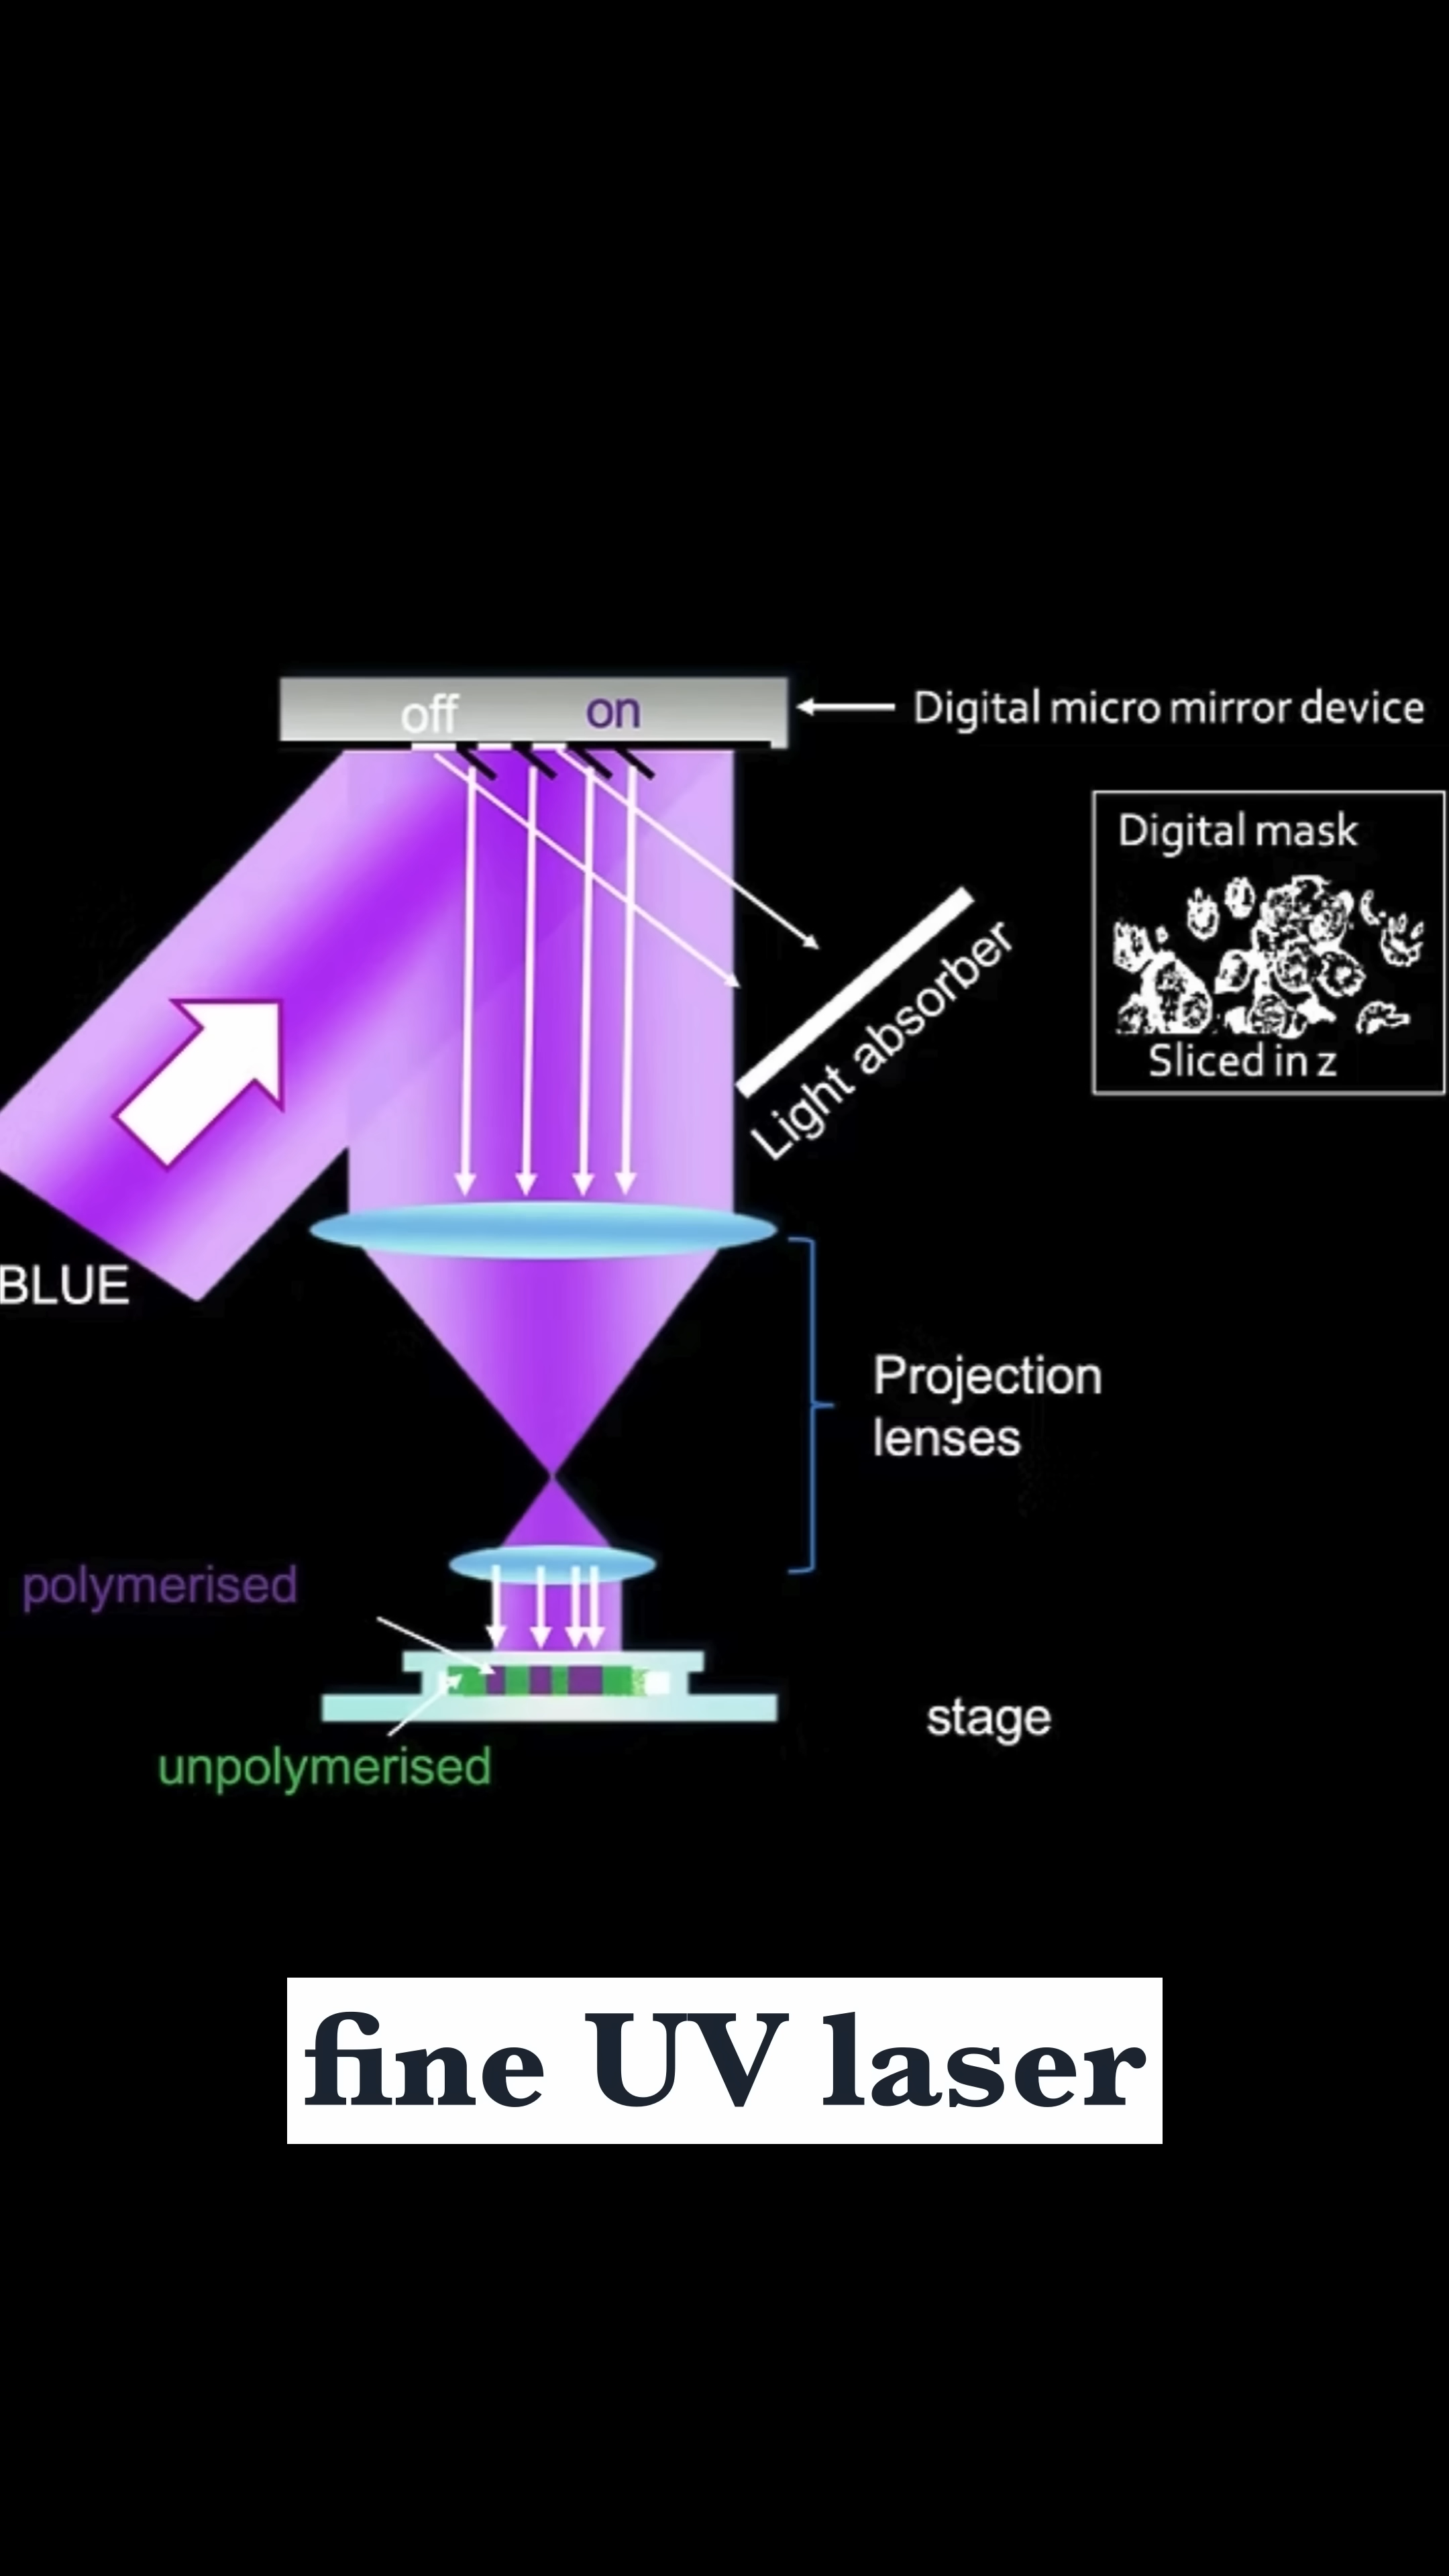 off
on
Digital micro mirror device
Digital mask
Sliced in z
Light absorber
BLUE
Projection
lenses
polymerised
stage
unpolymerised
fine UV laser